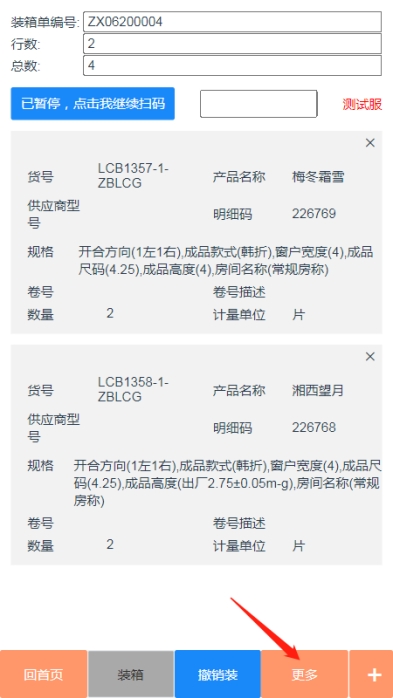 装箱单编号: ZX06200004
行数: 2
总数: 4
已暂停，点击我继续扫码 测试服
×
货号 LCB1357-1-ZBLCG 产品名称 梅冬霜雪
供应商型号 明细码 226769
规格 开合方向(1左1右),成品款式(韩折),窗户宽度(4),成品
尺码(4.25),成品高度(4),房间名称(常规房称)
卷号 卷号描述
数量 2 计量单位 片
×
货号 LCB1358-1-ZBLCG 产品名称 湘西望月
供应商型号 明细码 226768
规格 开合方向(1左1右),成品款式(韩折),窗户宽度(4),成品尺
码(4.25),成品高度(出厂2.75±0.05m-g),房间名称(常规
房称)
卷号 卷号描述
数量 2 计量单位 片
回首页 装箱 撤销装 更多 +